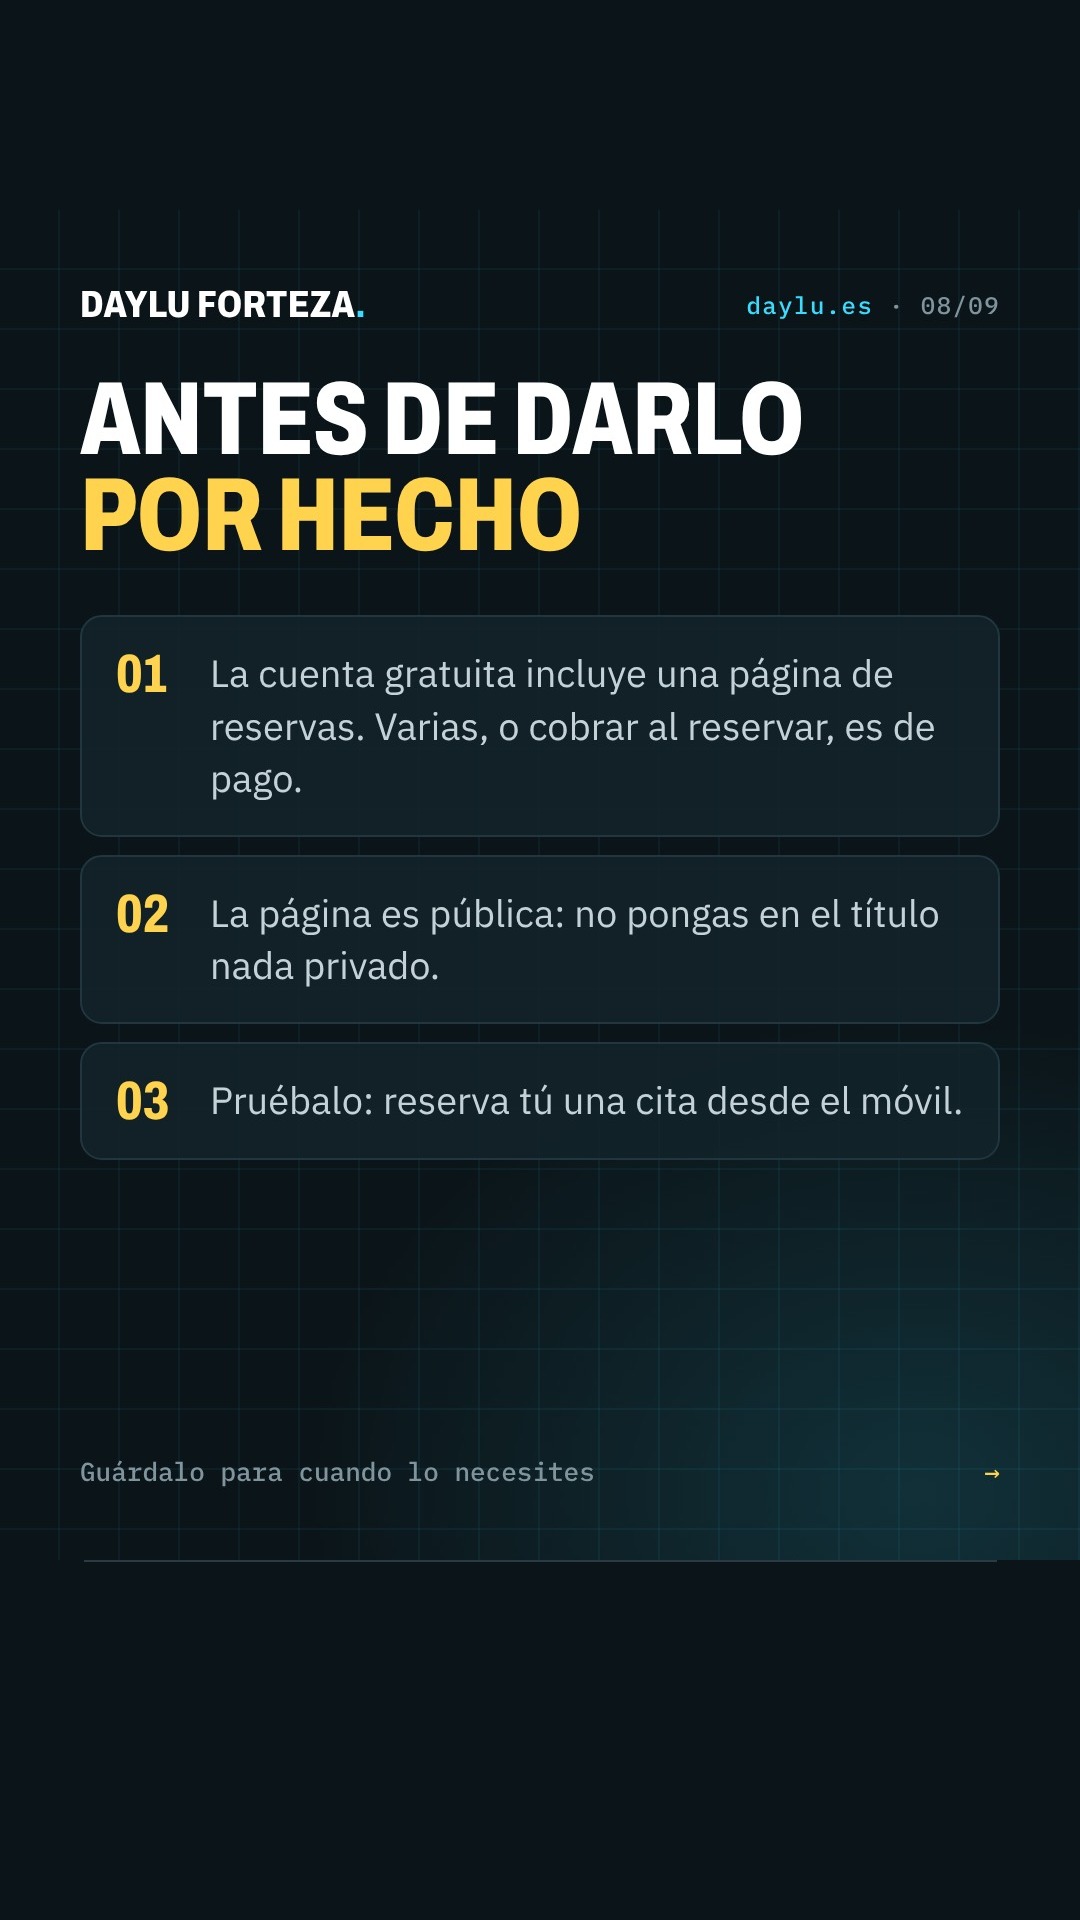 DAYLU FORTEZA.
daylu.es · 08/09
ANTES DE DARLO
POR HECHO
01
La cuenta gratuita incluye una página de
reservas. Varias, o cobrar al reservar, es de
pago.
02
La página es pública: no pongas en el título
nada privado.
03
Pruébalo: reserva tú una cita desde el móvil.
Guárdalo para cuando lo necesites
→